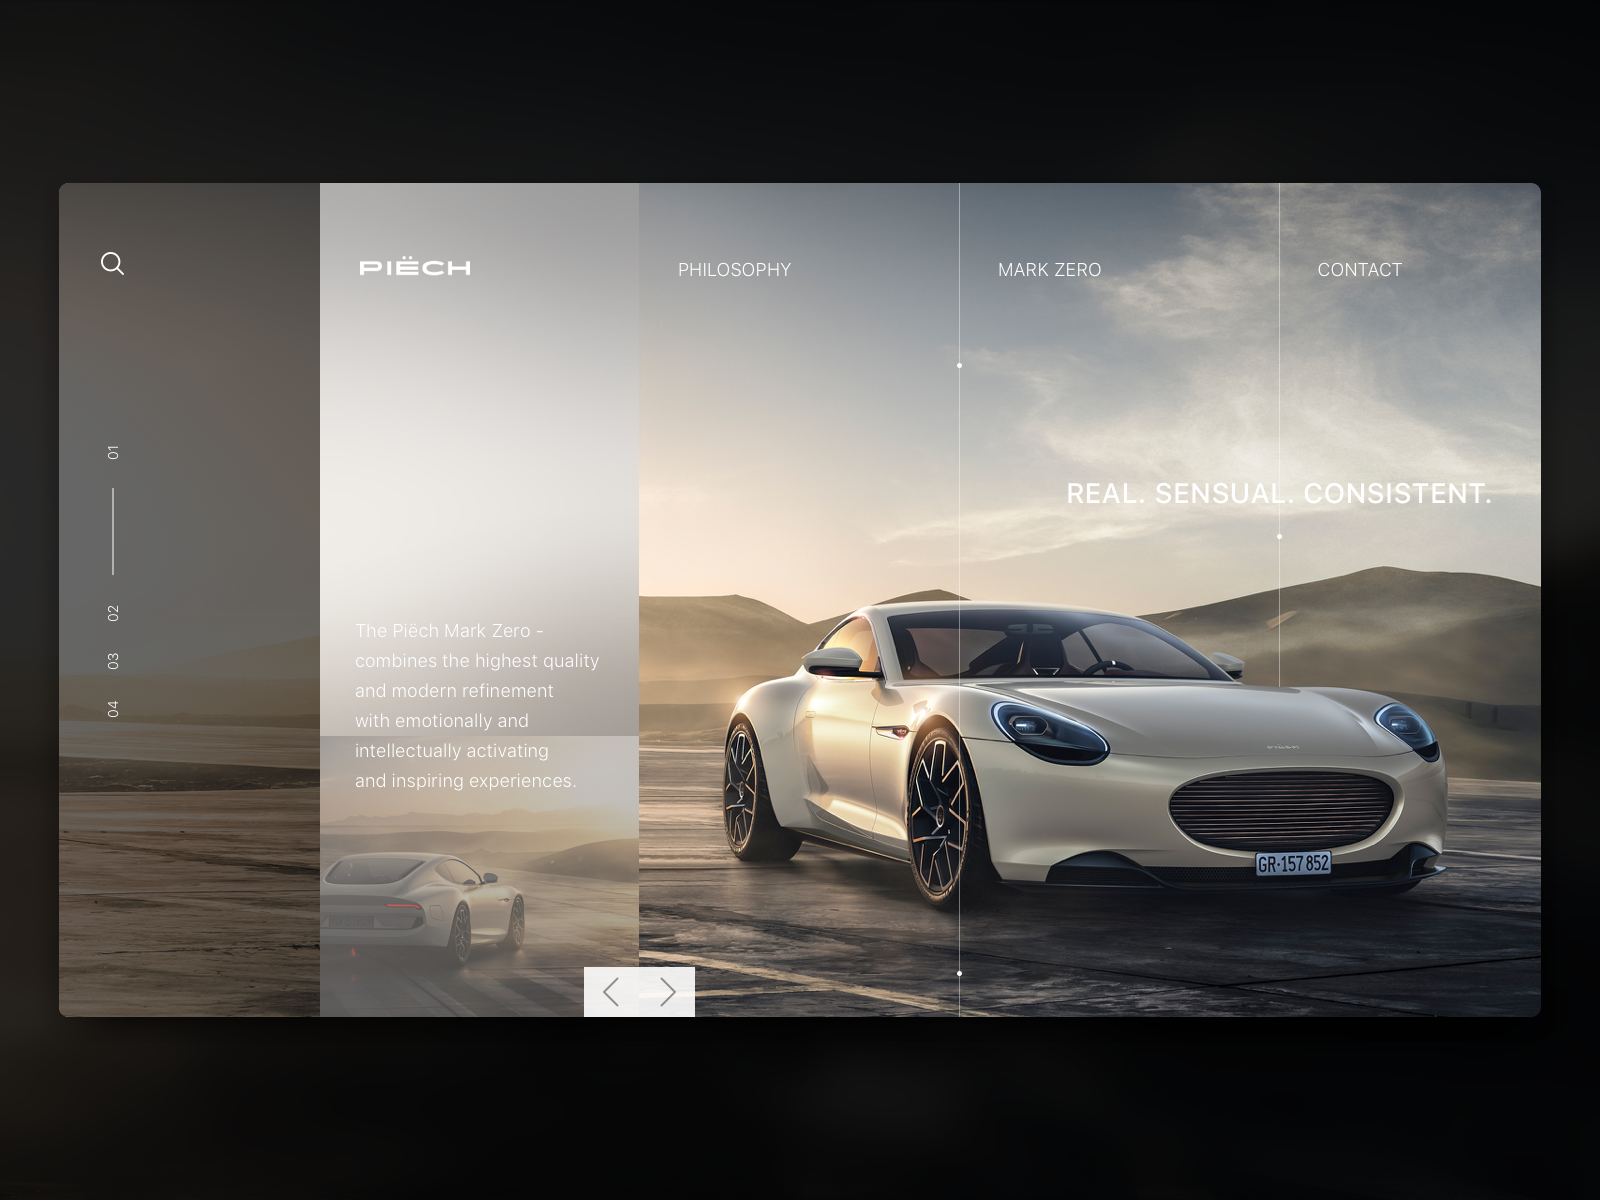 PIËCH
PHILOSOPHY
MARK ZERO
CONTACT
01
02
03
04
REAL. SENSUAL. CONSISTENT.
The Piëch Mark Zero -
combines the highest quality
and modern refinement
with emotionally and
intellectually activating
and inspiring experiences.
PIËCH
GR·157 852